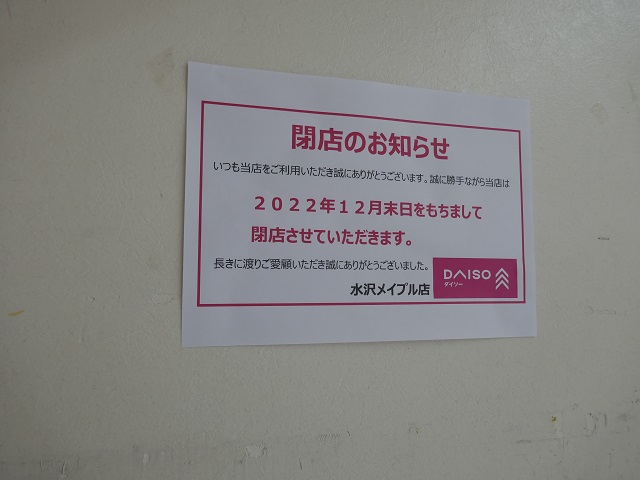 閉店のお知らせ
いつも当店をご利用いただき誠にありがとうございます。誠に勝手ながら当店は
２０２２年１２月末日をもちまして
閉店させていただきます。
長きに渡りご愛顧いただき誠にありがとうございました。
水沢メイプル店
DAISO
ダイソー